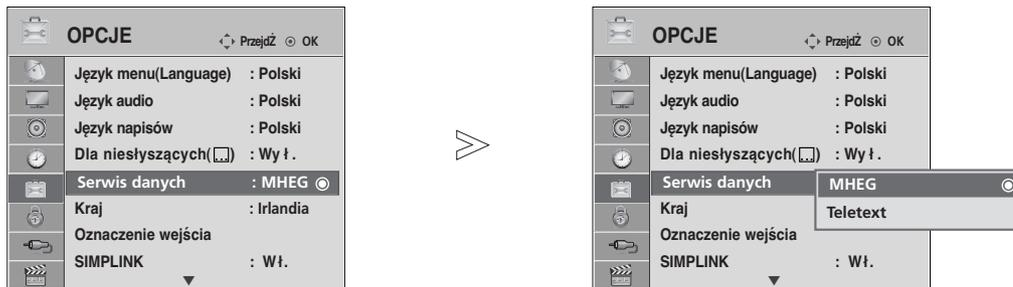 OPCJE
PrzejdŹ OK
Język menu(Language) : Polski
Język audio : Polski
Język napisów : Polski
Dla niesłyszących( ) : Wył.
Serwis danych : MHEG
Kraj : Irlandia
Oznaczenie wejścia
SIMPLINK : Wł.
OPCJE
PrzejdŹ OK
Język menu(Language) : Polski
Język audio : Polski
Język napisów : Polski
Dla niesłyszących( ) : Wył.
Serwis danych
MHEG
Kraj
Teletext
Oznaczenie wejścia
SIMPLINK : Wł.